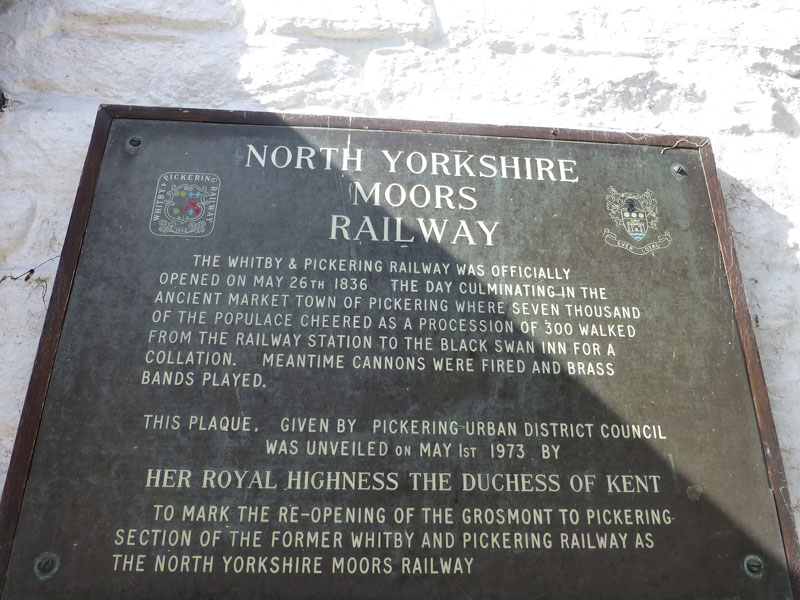 NORTH YORKSHIRE
MOORS
RAILWAY
WHITBY & PICKERING RAILWAY
EVER LOYAL
THE WHITBY & PICKERING RAILWAY WAS OFFICIALLY
OPENED ON MAY 26TH 1836 THE DAY CULMINATING IN THE
ANCIENT MARKET TOWN OF PICKERING WHERE SEVEN THOUSAND
OF THE POPULACE CHEERED AS A PROCESSION OF 300 WALKED
FROM THE RAILWAY STATION TO THE BLACK SWAN INN FOR A
COLLATION. MEANTIME CANNONS WERE FIRED AND BRASS
BANDS PLAYED.
THIS PLAQUE, GIVEN BY PICKERING URBAN DISTRICT COUNCIL
WAS UNVEILED ON MAY 1ST 1973 BY
HER ROYAL HIGHNESS THE DUCHESS OF KENT
TO MARK THE RE-OPENING OF THE GROSMONT TO PICKERING
SECTION OF THE FORMER WHITBY AND PICKERING RAILWAY AS
THE NORTH YORKSHIRE MOORS RAILWAY